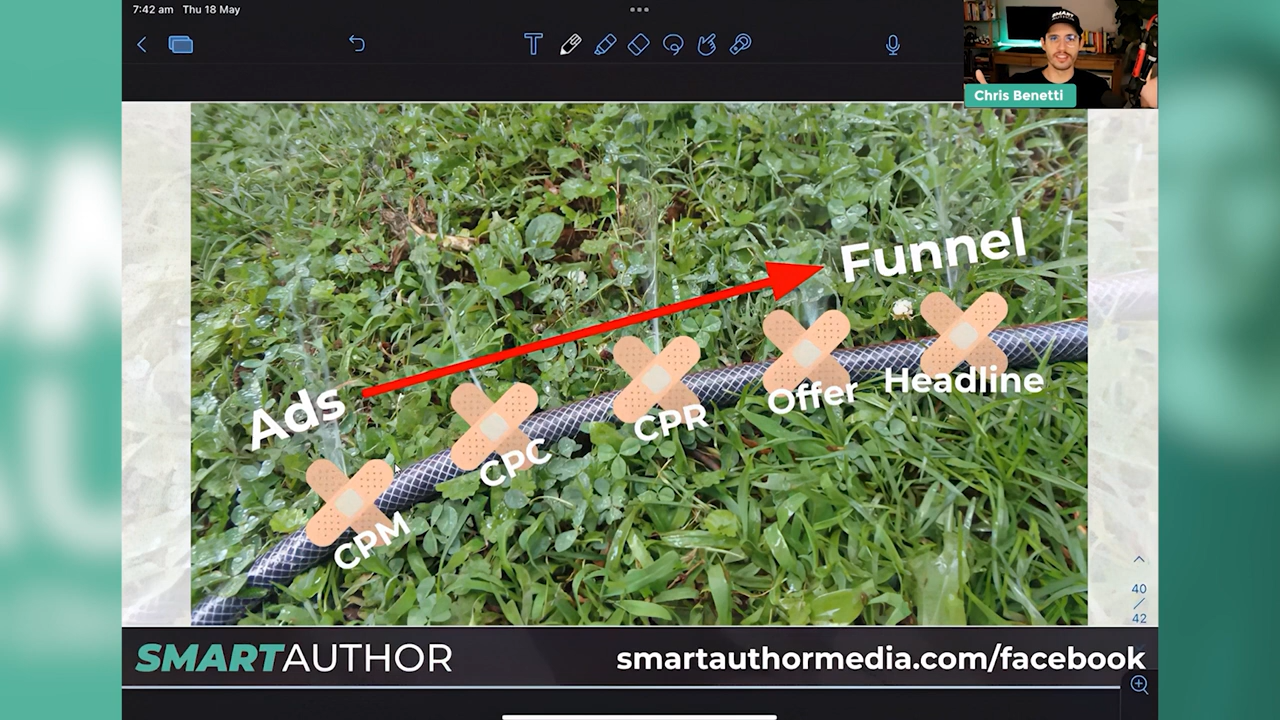 7:42 am Thu 18 May
Chris Benetti
Funnel
Ads
Headline
Offer
CPR
CPC
CPM
40
/
42
SMARTAUTHOR
smartauthormedia.com/facebook